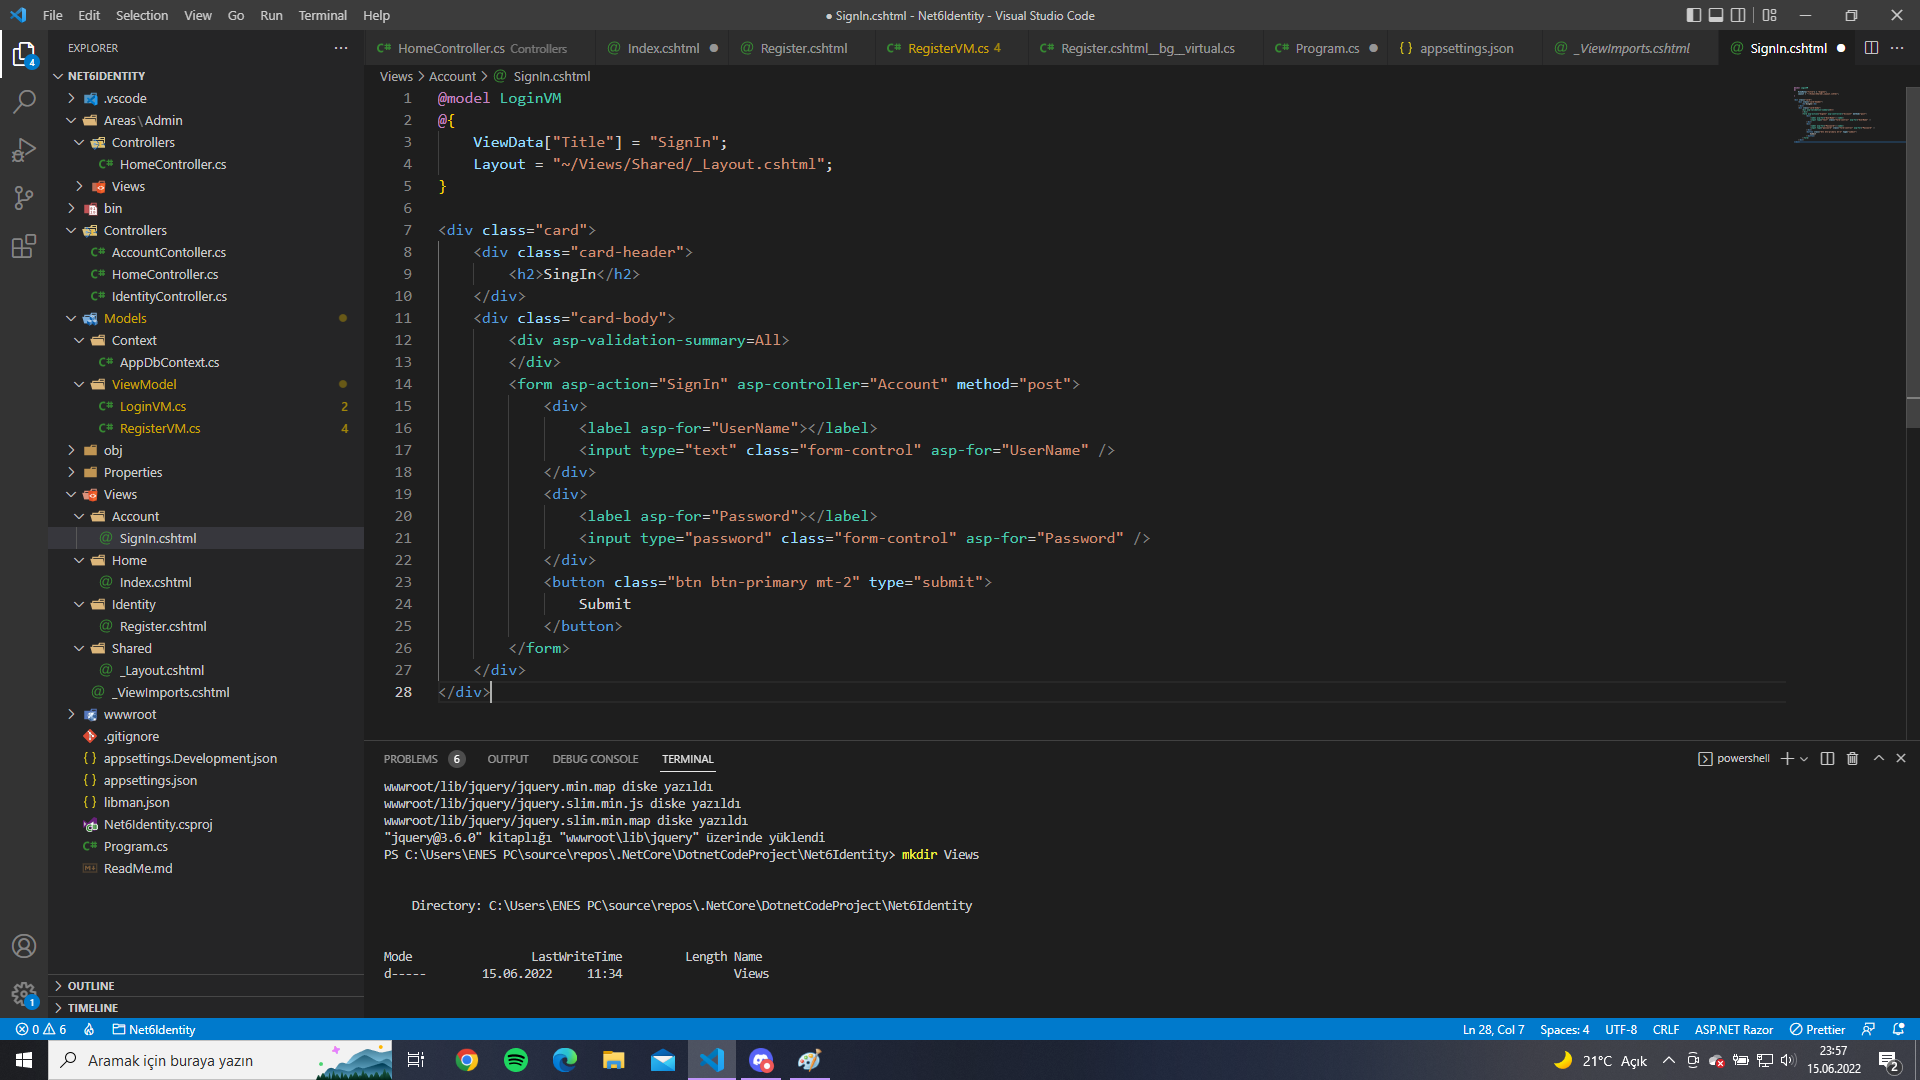 File Edit Selection View Go Run Terminal Help
● SignIn.cshtml - Net6Identity - Visual Studio Code
EXPLORER
HomeController.cs Controllers
Index.cshtml
Register.cshtml
RegisterVM.cs 4
Register.cshtml__bg__virtual.cs
Program.cs
appsettings.json
_ViewImports.cshtml
SignIn.cshtml
Views > Account > SignIn.cshtml
4
NET6IDENTITY
.vscode
Areas \ Admin
Controllers
HomeController.cs
Views
bin
Controllers
AccountContoller.cs
HomeController.cs
IdentityController.cs
Models
Context
AppDbContext.cs
ViewModel
LoginVM.cs 2
RegisterVM.cs 4
obj
Properties
Views
Account
SignIn.cshtml
Home
Index.cshtml
Identity
Register.cshtml
Shared
_Layout.cshtml
_ViewImports.cshtml
wwwroot
.gitignore
appsettings.Development.json
appsettings.json
libman.json
Net6Identity.csproj
Program.cs
ReadMe.md
OUTLINE
TIMELINE
1 @model LoginVM
2 @{
3 ViewData["Title"] = "SignIn";
4 Layout = "~/Views/Shared/_Layout.cshtml";
5 }
6
7 <div class="card">
8 <div class="card-header">
9 <h2>SingIn</h2>
10 </div>
11 <div class="card-body">
12 <div asp-validation-summary=All>
13 </div>
14 <form asp-action="SignIn" asp-controller="Account" method="post">
15 <div>
16 <label asp-for="UserName"></label>
17 <input type="text" class="form-control" asp-for="UserName" />
18 </div>
19 <div>
20 <label asp-for="Password"></label>
21 <input type="password" class="form-control" asp-for="Password" />
22 </div>
23 <button class="btn btn-primary mt-2" type="submit">
24 Submit
25 </button>
26 </form>
27 </div>
28 </div>
PROBLEMS 6 OUTPUT DEBUG CONSOLE TERMINAL
powershell
wwwroot/lib/jquery/jquery.min.map diske yazıldı
wwwroot/lib/jquery/jquery.slim.min.js diske yazıldı
wwwroot/lib/jquery/jquery.slim.min.map diske yazıldı
"jquery@3.6.0" kitaplığı "wwwroot\lib\jquery" üzerinde yüklendi
PS C:\Users\ENES PC\source\repos\.NetCore\DotnetCodeProject\Net6Identity> mkdir Views
Directory: C:\Users\ENES PC\source\repos\.NetCore\DotnetCodeProject\Net6Identity
Mode LastWriteTime Length Name
d----- 15.06.2022 11:34 Views
1
0 6 Net6Identity
Ln 28, Col 7 Spaces: 4 UTF-8 CRLF ASP.NET Razor Prettier
Aramak için buraya yazın
21°C Açık
23:57
15.06.2022
2